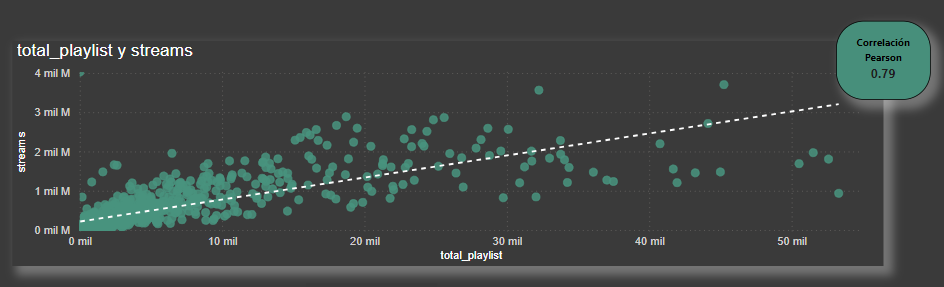 total_playlist y streams
Correlación
Pearson
0.79
4 mil M
3 mil M
2 mil M
1 mil M
0 mil M
streams
0 mil
10 mil
20 mil
30 mil
40 mil
50 mil
total_playlist